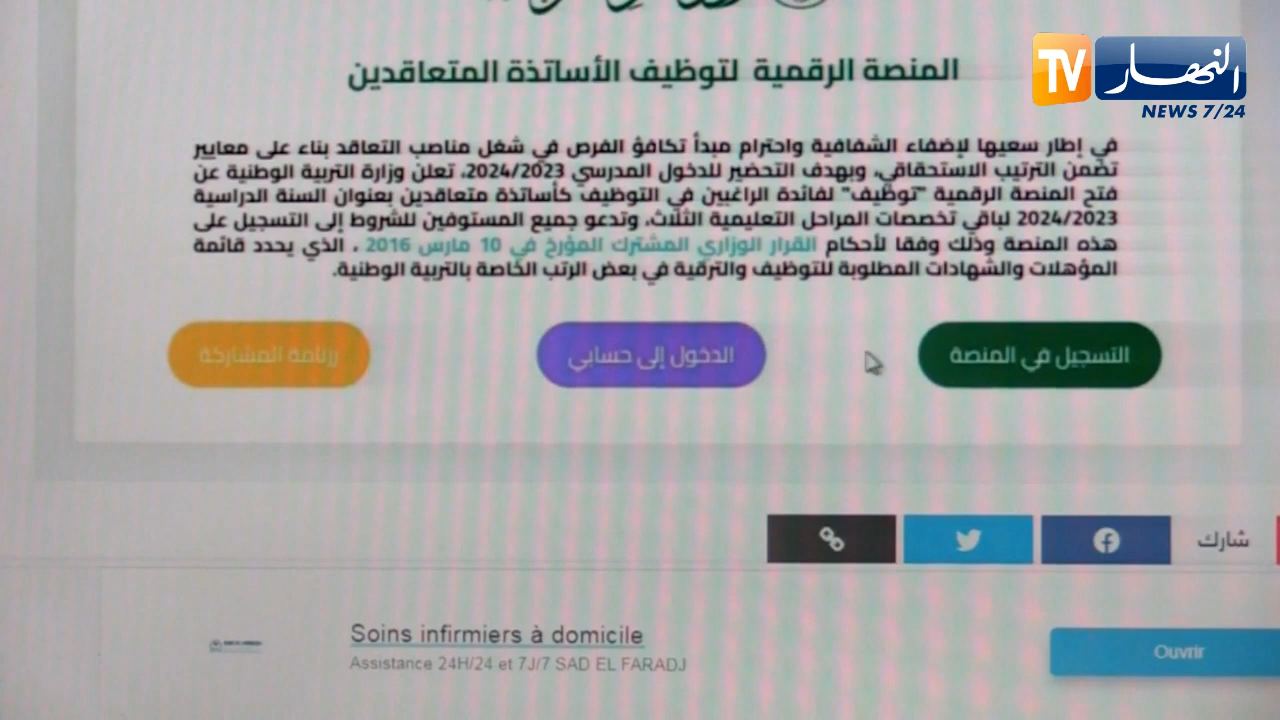 النهار TV
NEWS 7/24
المنصة الرقمية لتوظيف الأساتذة المتعاقدين
في إطار سعيها لإضفاء الشفافية واحترام مبدأ تكافؤ الفرص في شغل مناصب التعاقد بناء على معايير
تضمن الترتيب الاستحقاقي، وبهدف التحضير للدخول المدرسي 2024/2023، تعلن وزارة التربية الوطنية عن
فتح المنصة الرقمية "توظيف" لفائدة الراغبين في التوظيف كأساتذة متعاقدين بعنوان السنة الدراسية
2024/2023 لباقي تخصصات المراحل التعليمية الثلاث، وتدعو جميع المستوفين للشروط إلى التسجيل على
هذه المنصة وذلك وفقا لأحكام القرار الوزاري المشترك المؤرخ في 10 مارس 2016 ، الذي يحدد قائمة
المؤهلات والشهادات المطلوبة للتوظيف والترقية في بعض الرتب الخاصة بالتربية الوطنية.
التسجيل في المنصة
الدخول إلى حسابي
رزنامة المشاركة
شارك
Soins infirmiers à domicile
Assistance 24H/24 et 7J/7 SAD EL FARADJ
Ouvrir